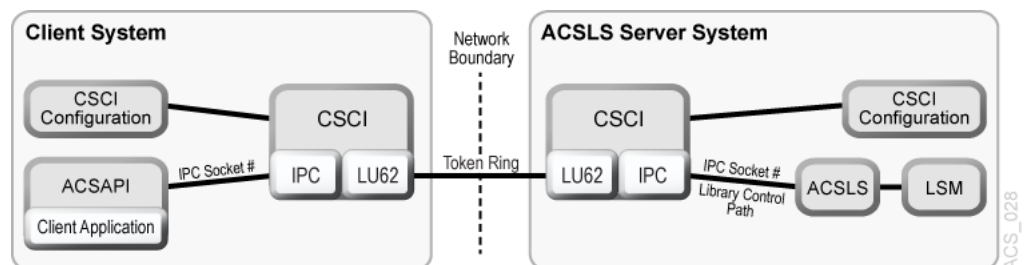 Client System
CSCI
Configuration
ACSAPI
Client Application
IPC Socket #
CSCI
IPC
LU62
Network
Boundary
Token Ring
ACSLS Server System
CSCI
LU62
IPC
IPC Socket #
Library Control
Path
CSCI
Configuration
ACSLS
LSM
ACS_028